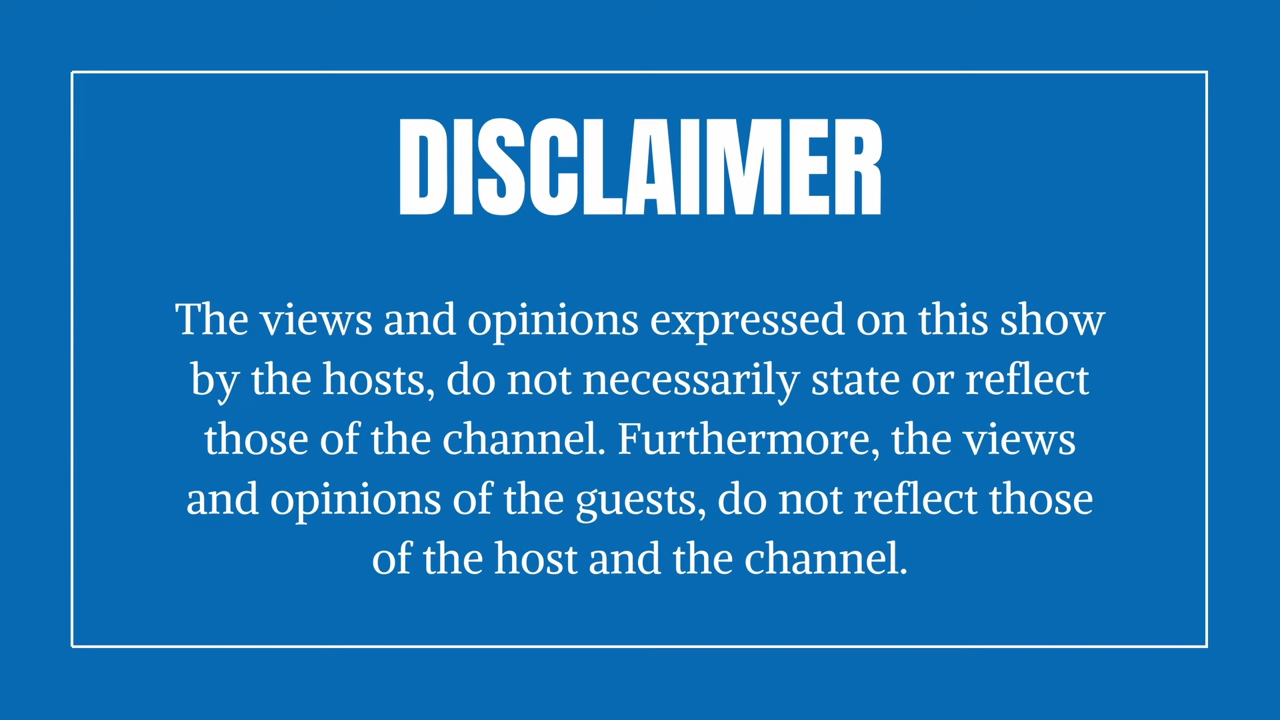 DISCLAIMER
The views and opinions expressed on this show
by the hosts, do not necessarily state or reflect
those of the channel. Furthermore, the views
and opinions of the guests, do not reflect those
of the host and the channel.